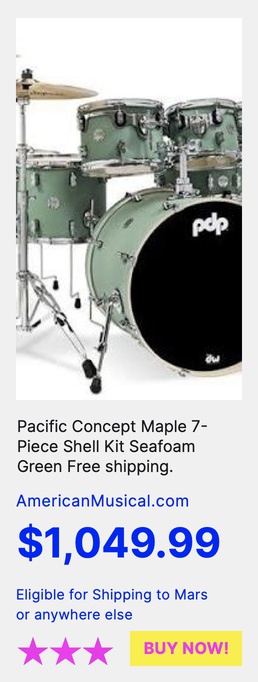 pdp
dw
Pacific Concept Maple 7-
Piece Shell Kit Seafoam
Green Free shipping.
AmericanMusical.com
$1,049.99
Eligible for Shipping to Mars
or anywhere else
BUY NOW!